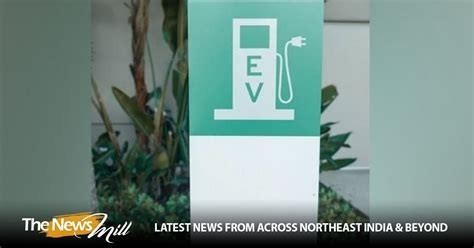 EV
The News Mill
LATEST NEWS FROM ACROSS NORTHEAST INDIA & BEYOND